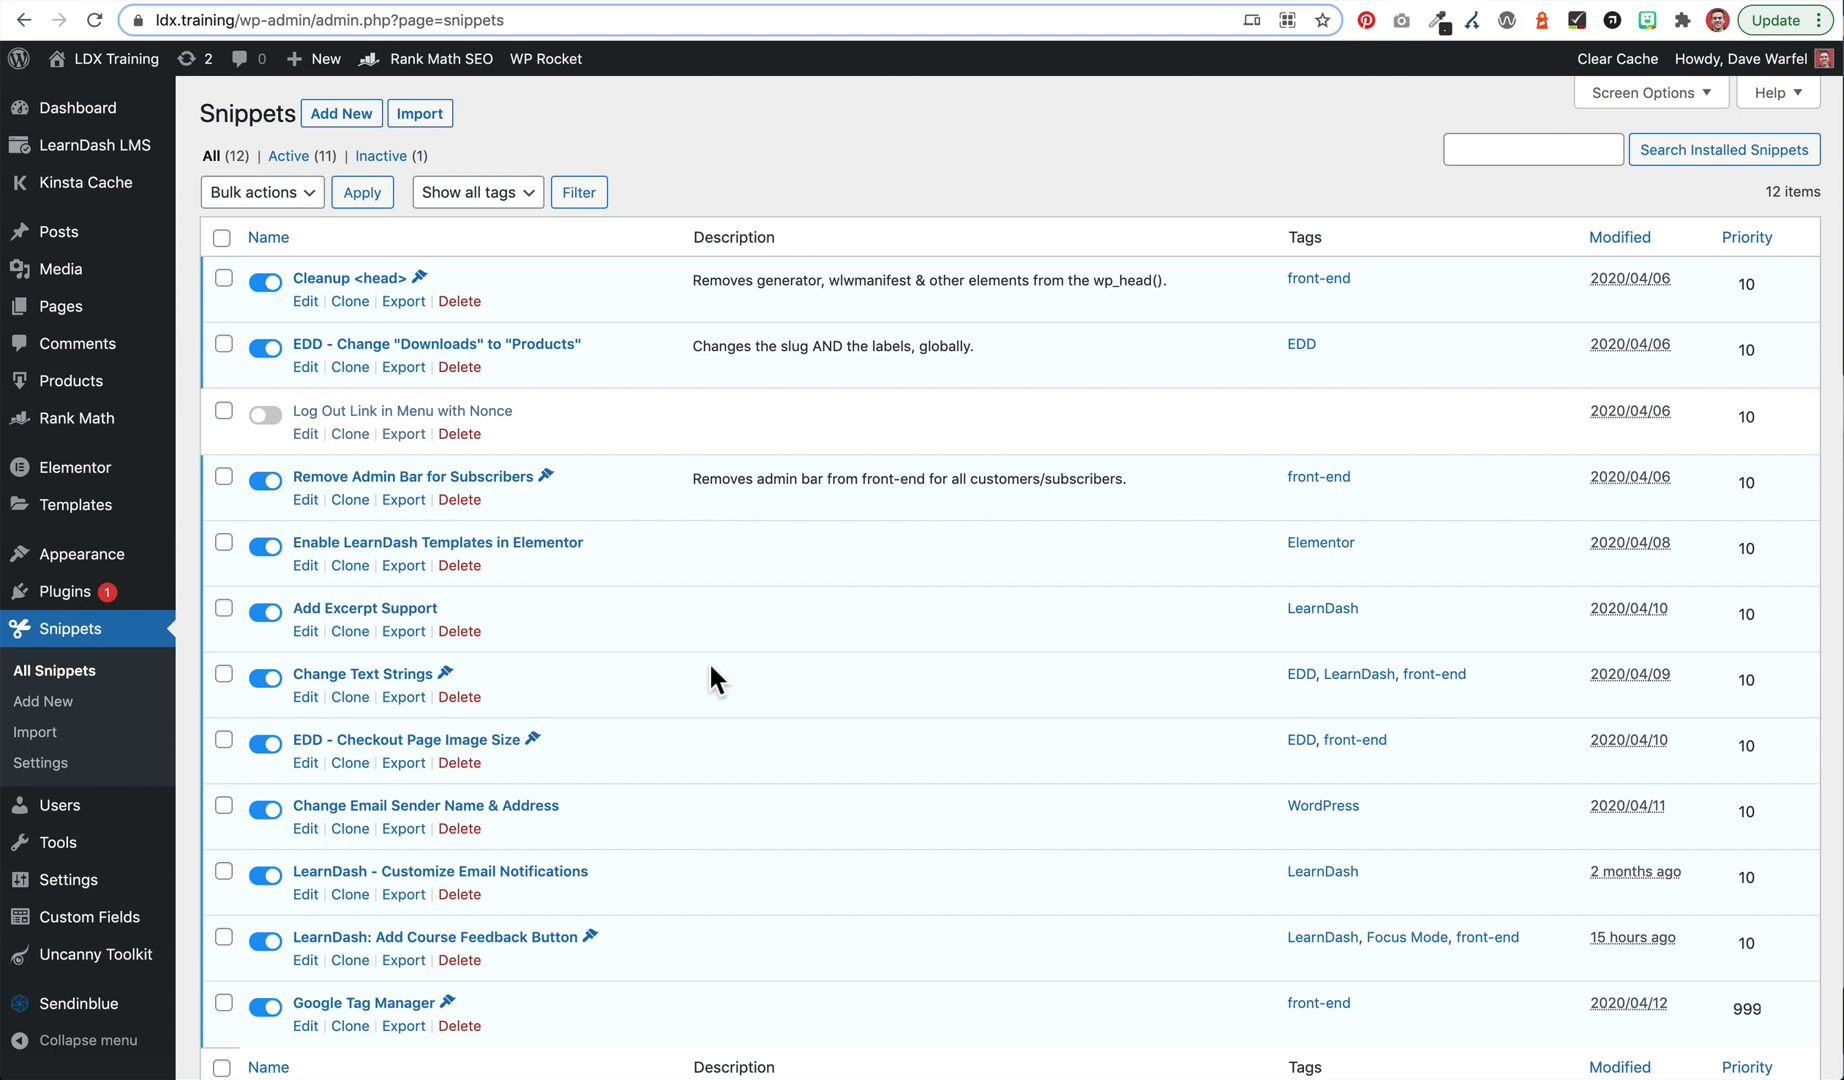 ldx.training/wp-admin/admin.php?page=snippets
Update
LDX Training 2 0 New Rank Math SEO WP Rocket Clear Cache Howdy, Dave Warfel
Dashboard
LearnDash LMS
Kinsta Cache
Posts
Media
Pages
Comments
Products
Rank Math
Elementor
Templates
Appearance
Plugins 1
Snippets
All Snippets
Add New
Import
Settings
Users
Tools
Settings
Custom Fields
Uncanny Toolkit
Sendinblue
Collapse menu
Screen Options Help
Snippets Add New Import
All (12) | Active (11) | Inactive (1)
Search Installed Snippets
Bulk actions Apply Show all tags Filter
12 items
Name Description Tags Modified Priority
Cleanup <head> Removes generator, wlwmanifest & other elements from the wp_head(). front-end 2020/04/06 10
Edit | Clone | Export | Delete
EDD - Change "Downloads" to "Products" Changes the slug AND the labels, globally. EDD 2020/04/06 10
Edit | Clone | Export | Delete
Log Out Link in Menu with Nonce 2020/04/06 10
Edit | Clone | Export | Delete
Remove Admin Bar for Subscribers Removes admin bar from front-end for all customers/subscribers. front-end 2020/04/06 10
Edit | Clone | Export | Delete
Enable LearnDash Templates in Elementor Elementor 2020/04/08 10
Edit | Clone | Export | Delete
Add Excerpt Support LearnDash 2020/04/10 10
Edit | Clone | Export | Delete
Change Text Strings EDD, LearnDash, front-end 2020/04/09 10
Edit | Clone | Export | Delete
EDD - Checkout Page Image Size EDD, front-end 2020/04/10 10
Edit | Clone | Export | Delete
Change Email Sender Name & Address WordPress 2020/04/11 10
Edit | Clone | Export | Delete
LearnDash - Customize Email Notifications LearnDash 2 months ago 10
Edit | Clone | Export | Delete
LearnDash: Add Course Feedback Button LearnDash, Focus Mode, front-end 15 hours ago 10
Edit | Clone | Export | Delete
Google Tag Manager front-end 2020/04/12 999
Edit | Clone | Export | Delete
Name Description Tags Modified Priority